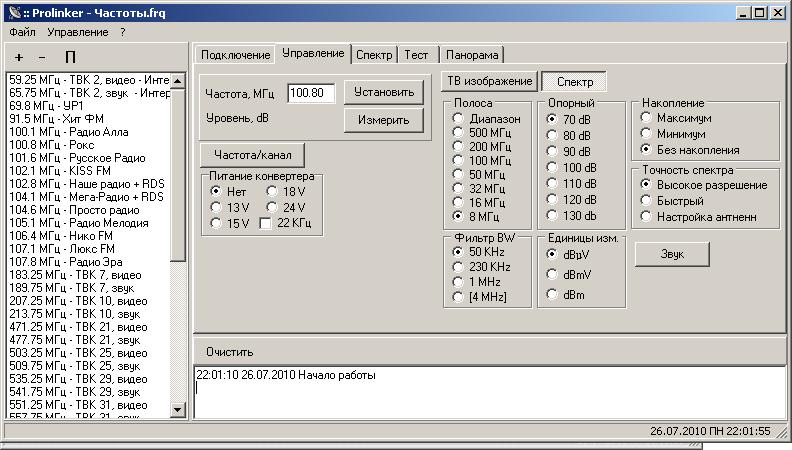 :: Prolinker - Частоты.frq
Файл Управление ?
+ - П
59.25 МГц - ТВК 2, видео - Инте
65.75 МГц - ТВК 2, звук - Интер
69.8 МГц - УР1
91.5 МГц - Хит ФМ
100.1 МГц - Радио Алла
100.8 МГц - Рокс
101.6 МГц - Русское Радио
102.1 МГц - KISS FM
102.8 МГц - Наше радио + RDS
104.1 МГц - Мега-Радио + RDS
104.6 МГц - Просто радио
105.1 МГц - Радио Мелодия
106.4 МГц - Нико FM
107.1 МГц - Люкс FM
107.8 МГц - Радио Эра
183.25 МГц - ТВК 7, видео
189.75 МГц - ТВК 7, звук
207.25 МГц - ТВК 10, видео
213.75 МГц - ТВК 10, звук
471.25 МГц - ТВК 21, видео
477.75 МГц - ТВК 21, звук
503.25 МГц - ТВК 25, видео
509.75 МГц - ТВК 25, звук
535.25 МГц - ТВК 29, видео
541.75 МГц - ТВК 29, звук
551.25 МГц - ТВК 31, видео
557.75 МГц - ТВК 31, звук
Подключение Управление Спектр Тест Панорама
Частота, МГц 100.80 Установить
Уровень, dB Измерить
Частота/канал
Питание конвертера
Нет 18 V
13 V 24 V
15 V 22 КГц
ТВ изображение Спектр
Полоса
Диапазон
500 МГц
200 МГц
100 МГц
50 МГц
32 МГц
16 МГц
8 МГц
Опорный
70 dB
80 dB
90 dB
100 dB
110 dB
120 dB
130 db
Накопление
Максимум
Минимум
Без накопления
Точность спектра
Высокое разрешение
Быстрый
Настройка антненн
Фильтр BW
50 KHz
230 KHz
1 MHz
[4 MHz]
Единицы изм.
dBµV
dBmV
dBm
Звук
Очистить
22:01:10 26.07.2010 Начало работы
26.07.2010 ПН 22:01:55